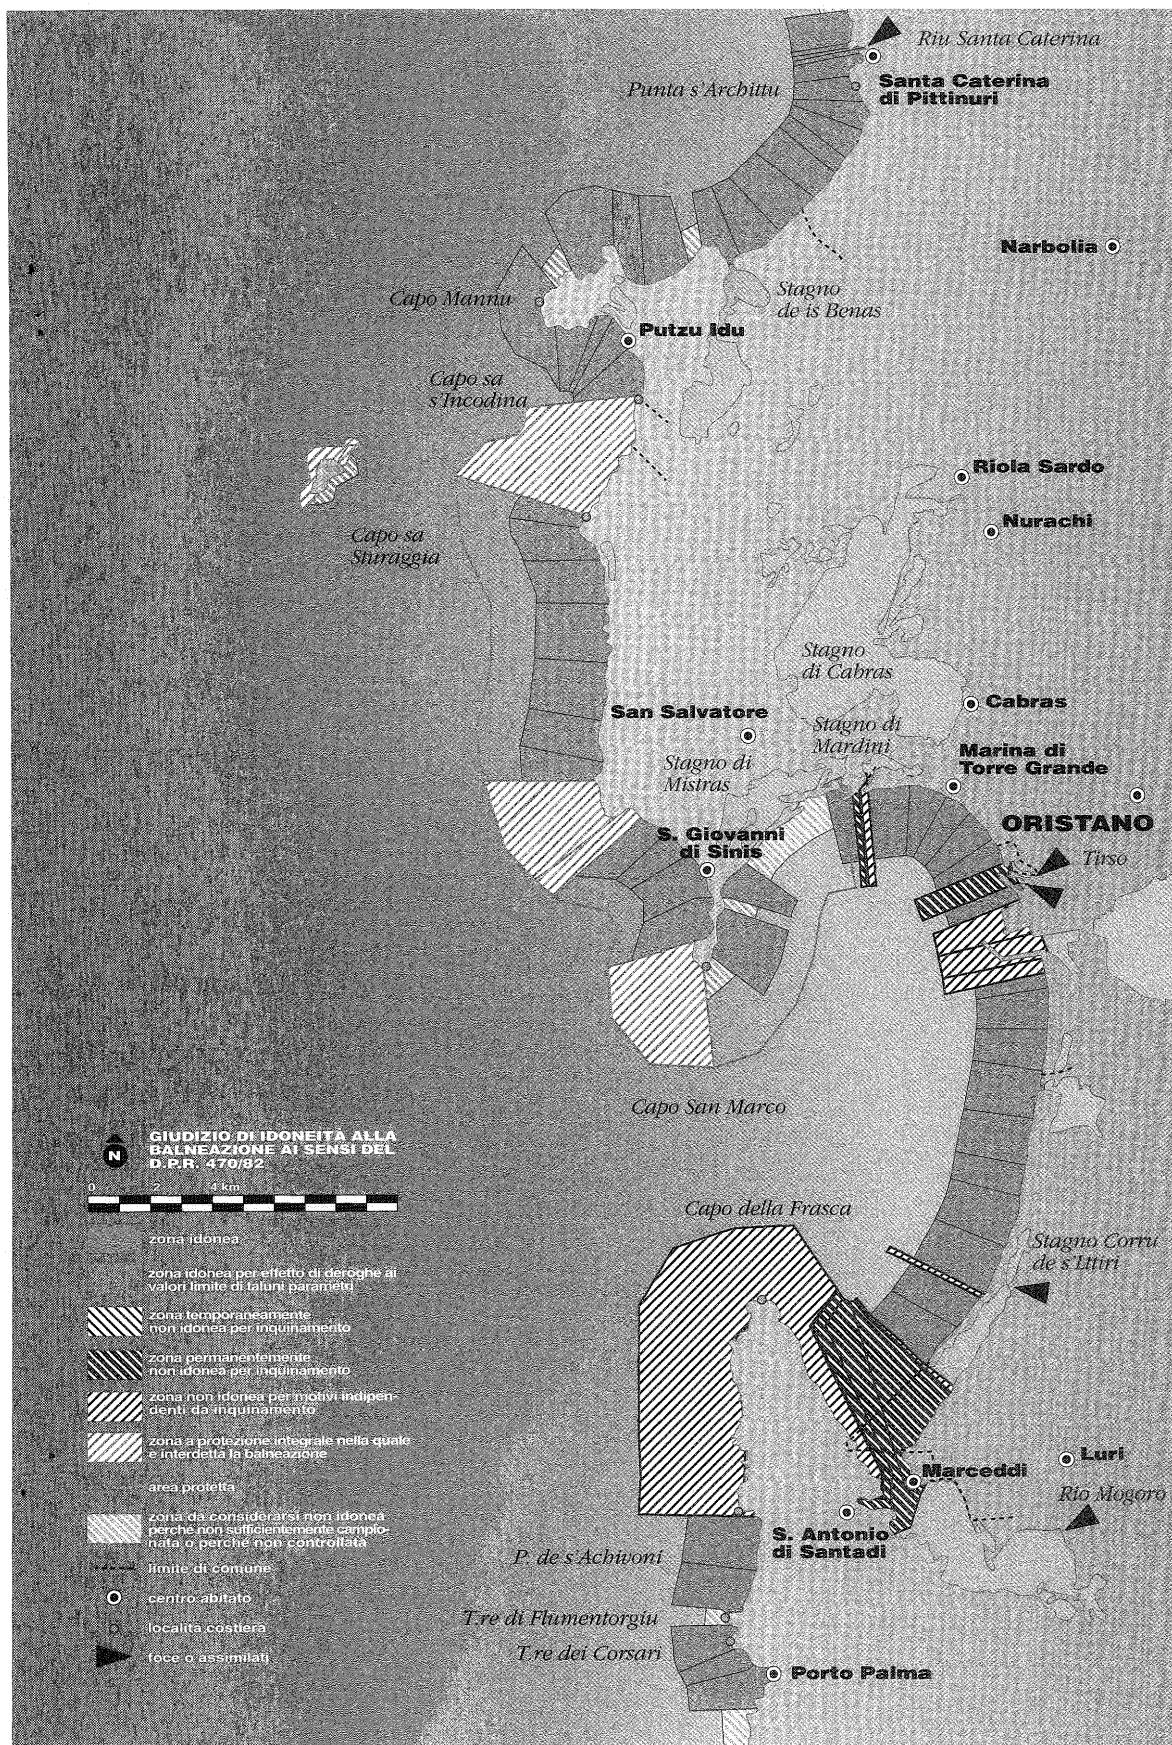 Riu Santa Caterina
Santa Caterina
di Pittinuri
Punta s'Archittu
Narbolia
Stagno
de is Benas
Capo Mannu
Putzu Idu
Capo sa
s'Incodina
Riola Sardo
Nurachi
Capo sa
Sturaggia
Stagno
di Cabras
Cabras
San Salvatore
Stagno di
Mardini
Marina di
Torre Grande
Stagno di
Mistras
ORISTANO
S. Giovanni
di Sinis
Tirso
Capo San Marco
N
GIUDIZIO DI IDONEITÀ ALLA
BALNEAZIONE AI SENSI DEL
D.P.R. 470/82
0 2 4 km
zona idonea
zona idonea per effetto di deroghe ai
valori limite di taluni parametri
zona temporaneamente
non idonea per inquinamento
zona permanentemente
non idonea per inquinamento
zona non idonea per motivi indipen-
denti da inquinamento
zona a protezione integrale nella quale
e interdetta la balneazione
area protetta
zona da considerarsi non idonea
perche non sufficientemente campio-
nata o perche non controllata
limite di comune
centro abitato
località costiera
foce o assimilati
Capo della Frasca
Stagno Corru
de s'Ittiri
Luri
Marceddi
Rio Mogoro
S. Antonio
di Santadi
P. de s'Achivoni
T.re di Flumentorgiu
T.re dei Corsari
Porto Palma